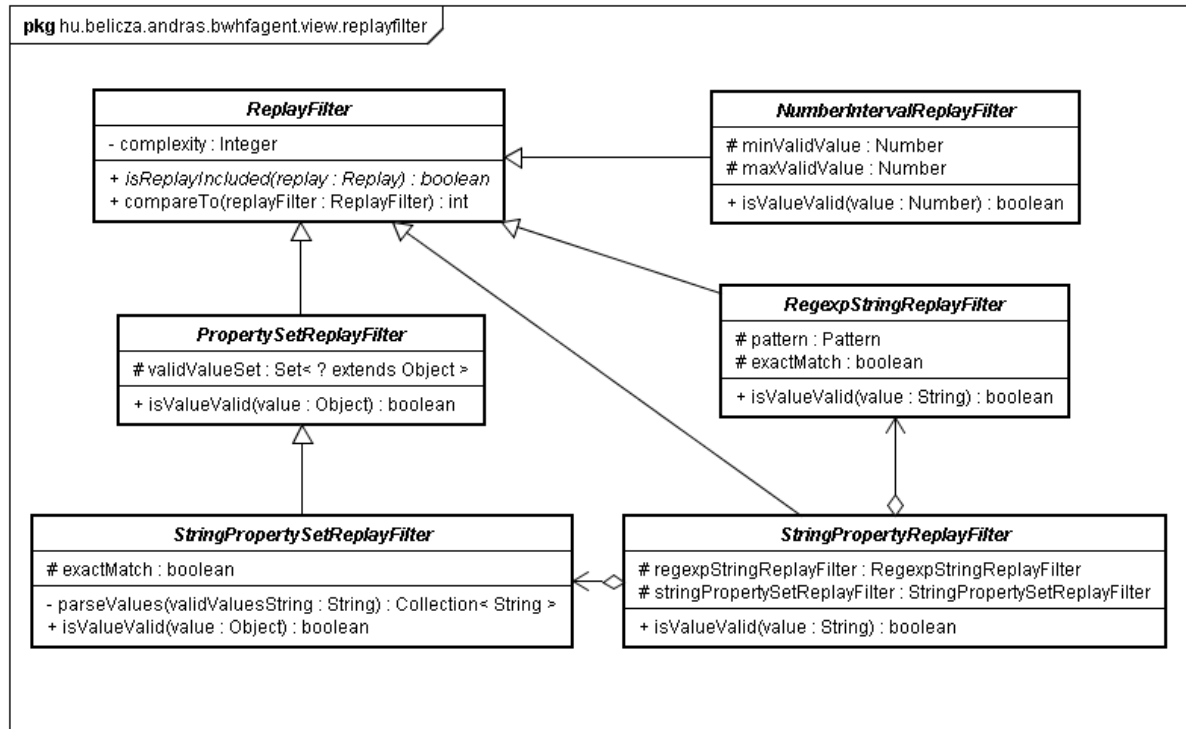 pkg hu.belicza.andras.bwhfagent.view.replayfilter
ReplayFilter
- complexity : Integer
+ isReplayIncluded(replay : Replay) : boolean
+ compareTo(replayFilter : ReplayFilter) : int
NumberIntervalReplayFilter
# minValidValue : Number
# maxValidValue : Number
+ isValueValid(value : Number) : boolean
PropertySetReplayFilter
# validValueSet : Set< ? extends Object >
+ isValueValid(value : Object) : boolean
RegexpStringReplayFilter
# pattern : Pattern
# exactMatch : boolean
+ isValueValid(value : String) : boolean
StringPropertySetReplayFilter
# exactMatch : boolean
- parseValues(validValuesString : String) : Collection< String >
+ isValueValid(value : Object) : boolean
StringPropertyReplayFilter
# regexpStringReplayFilter : RegexpStringReplayFilter
# stringPropertySetReplayFilter : StringPropertySetReplayFilter
+ isValueValid(value : String) : boolean